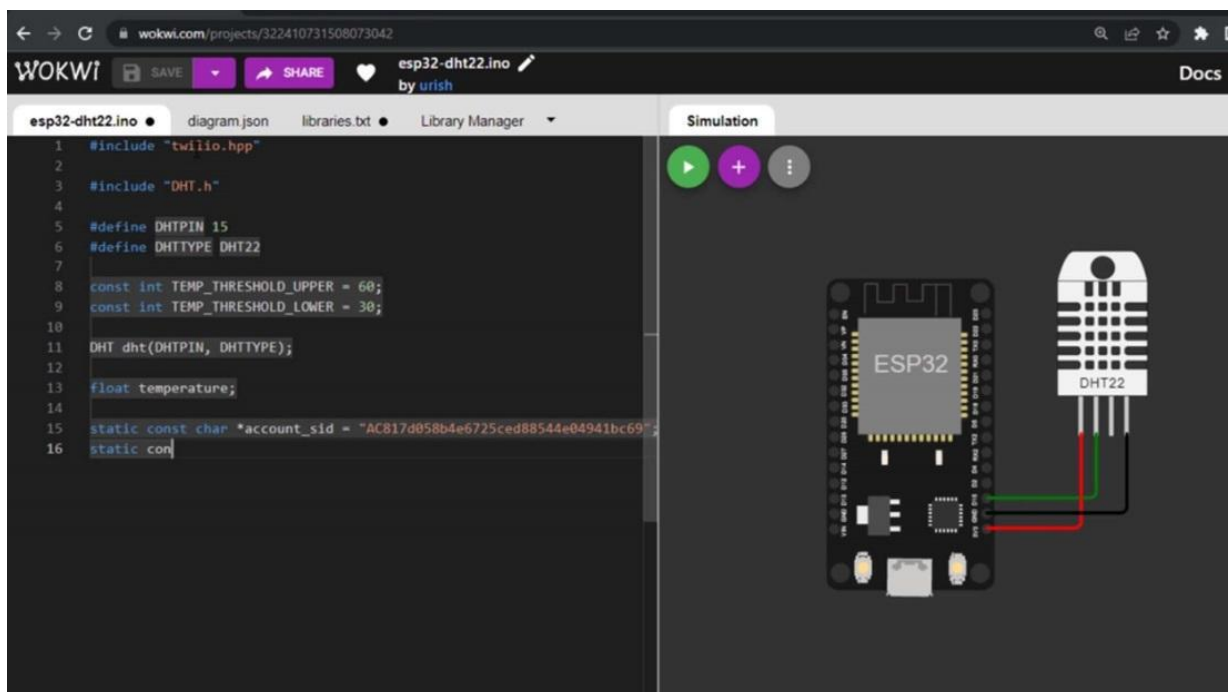 wokwi.com/projects/322410731508073042
WOKWI SAVE SHARE esp32-dht22.ino
by urish
Docs
esp32-dht22.ino diagram.json libraries.txt Library Manager
Simulation
1 #include "twilio.hpp"
2
3 #include "DHT.h"
4
5 #define DHTPIN 15
6 #define DHTTYPE DHT22
7
8 const int TEMP_THRESHOLD_UPPER = 60;
9 const int TEMP_THRESHOLD_LOWER = 30;
10
11 DHT dht(DHTPIN, DHTTYPE);
12
13 float temperature;
14
15 static const char *account_sid = "AC817d058b4e6725ced88544e04941bc69";
16 static con
ESP32
DHT22